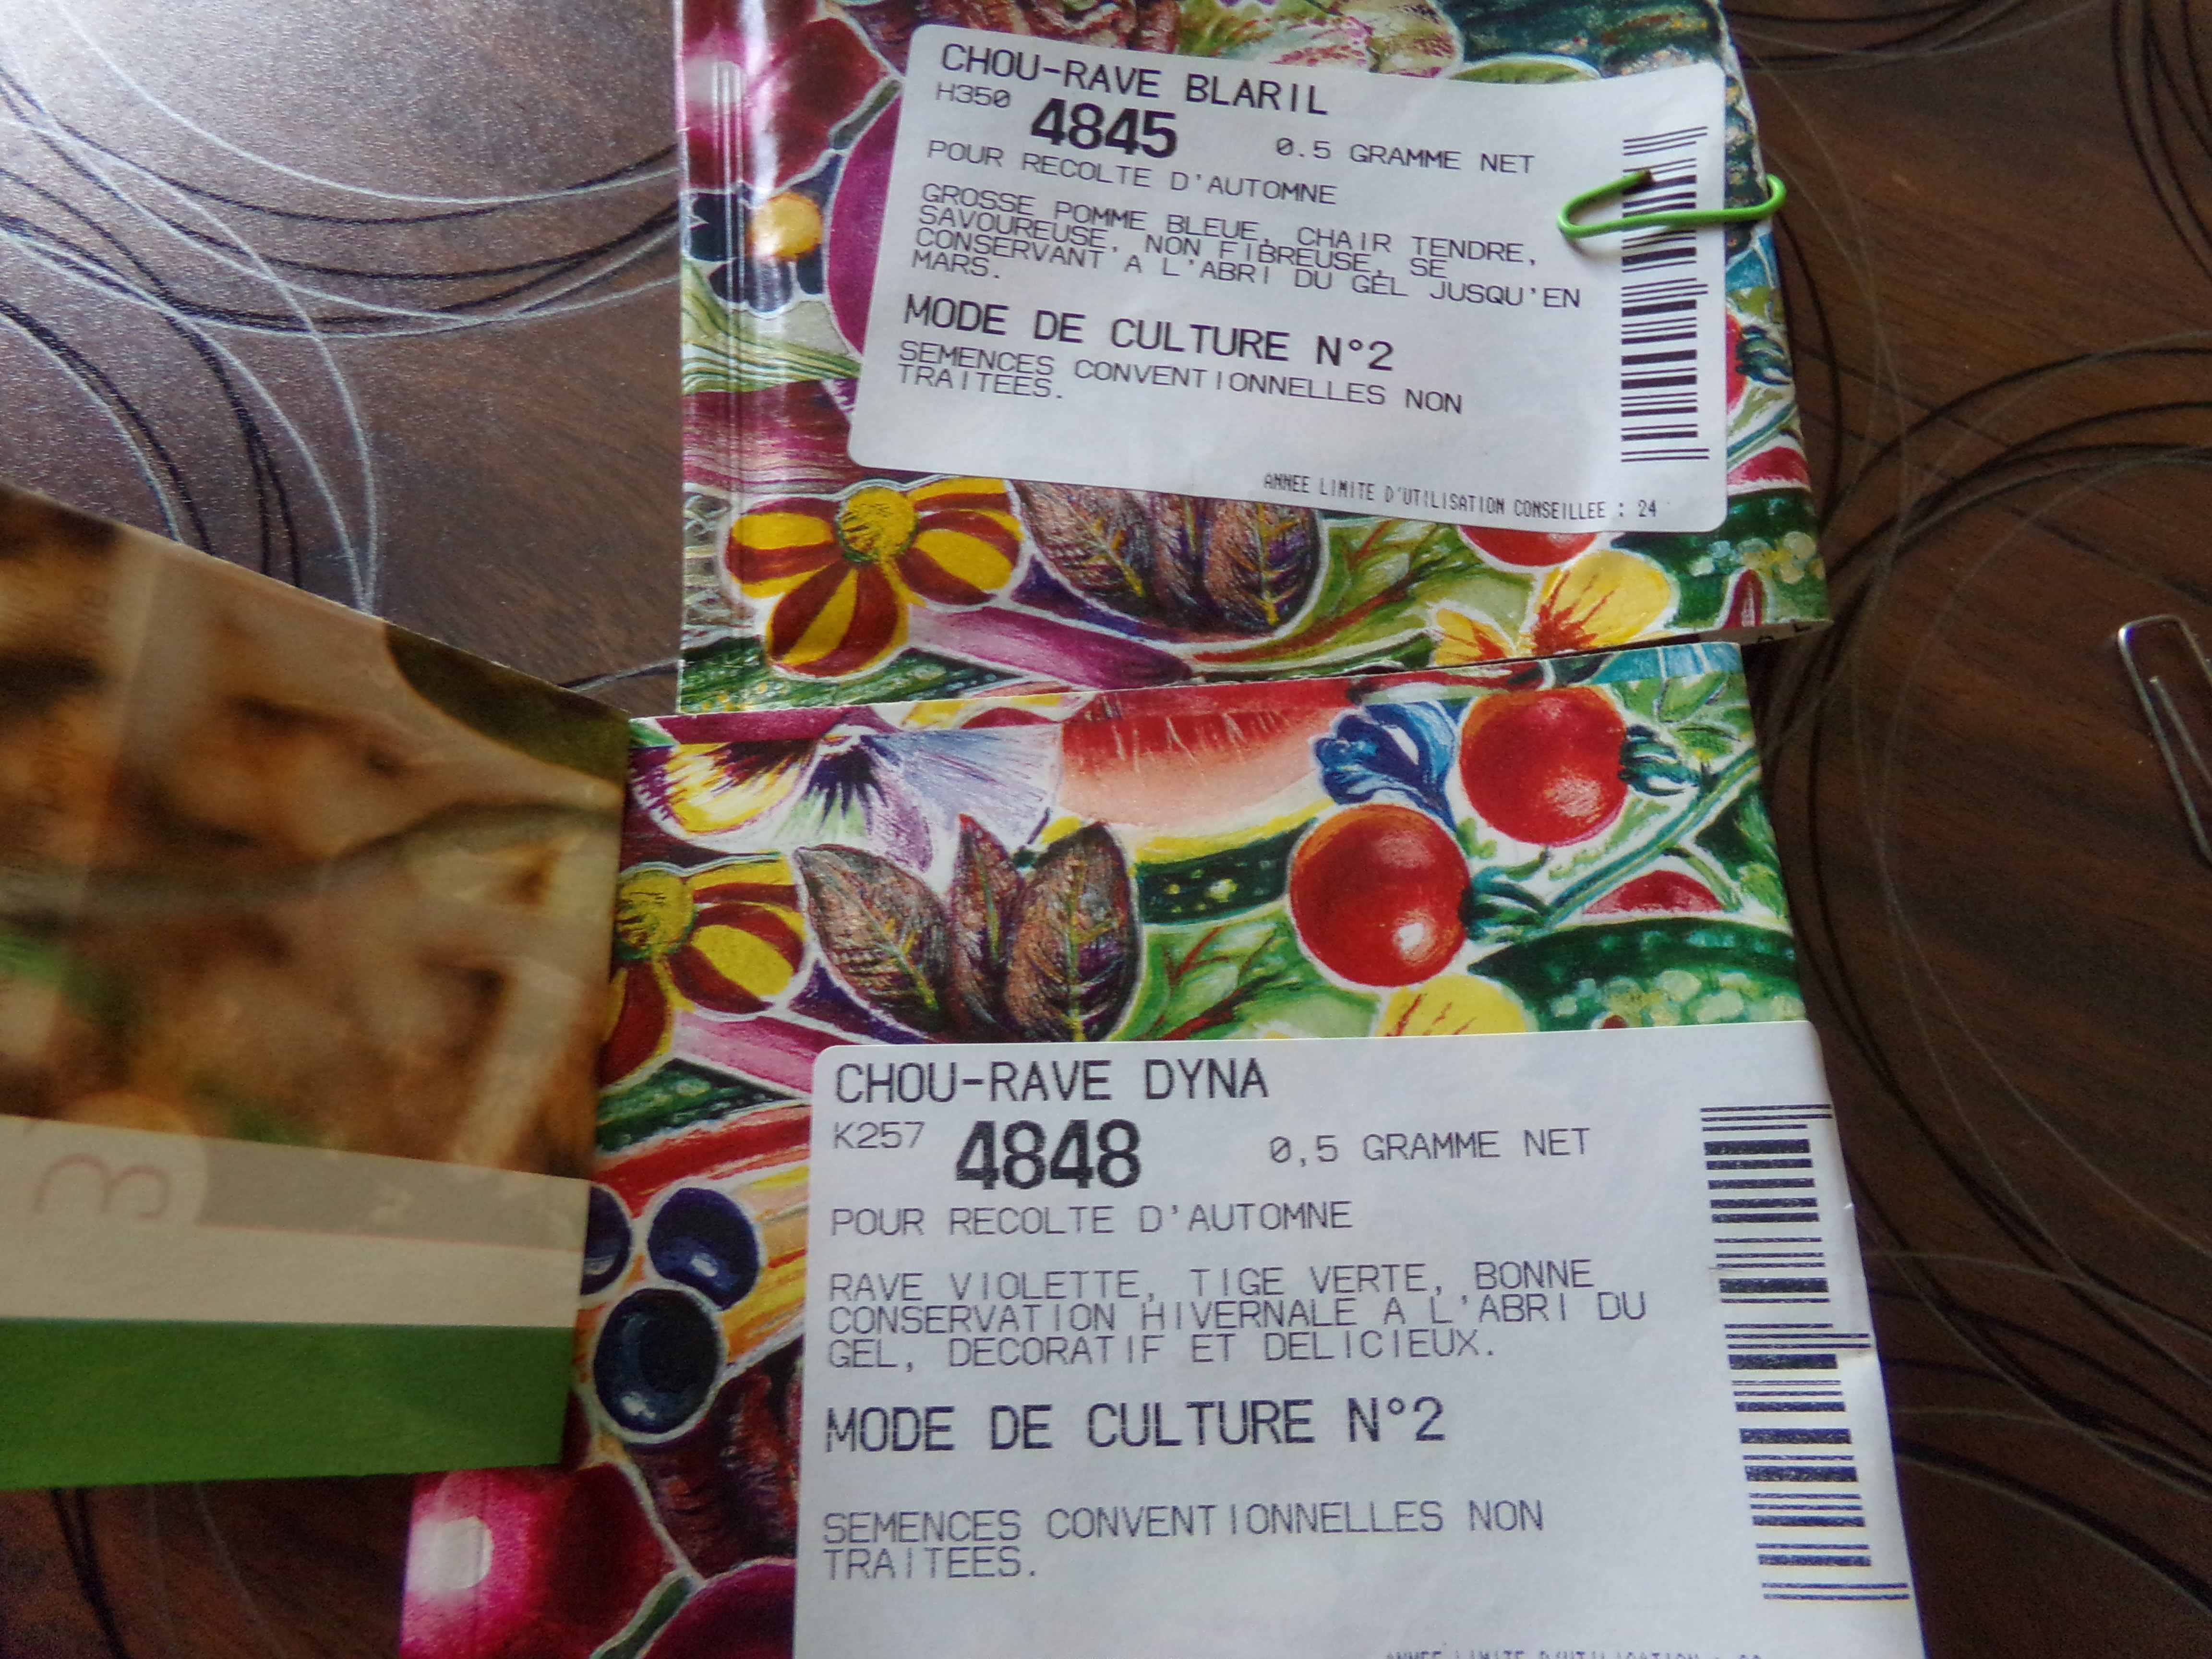 CHOU-RAVE BLARIL
H350 4845 0.5 GRAMME NET
POUR RECOLTE D'AUTOMNE
GROSSE POMME BLEUE, CHAIR TENDRE,
SAVOUREUSE, NON FIBREUSE, SE
CONSERVANT A L'ABRI DU GEL JUSQU'EN
MARS.
MODE DE CULTURE N°2
SEMENCES CONVENTIONNELLES NON
TRAITEES.
ANNEE LIMITE D'UTILISATION CONSEILLEE : 24
CHOU-RAVE DYNA
K257 4848 0,5 GRAMME NET
POUR RECOLTE D'AUTOMNE
RAVE VIOLETTE, TIGE VERTE, BONNE
CONSERVATION HIVERNALE A L'ABRI DU
GEL, DECORATIF ET DELICIEUX.
MODE DE CULTURE N°2
SEMENCES CONVENTIONNELLES NON
TRAITEES.
ANNEE LIMITE D'UTILISATION